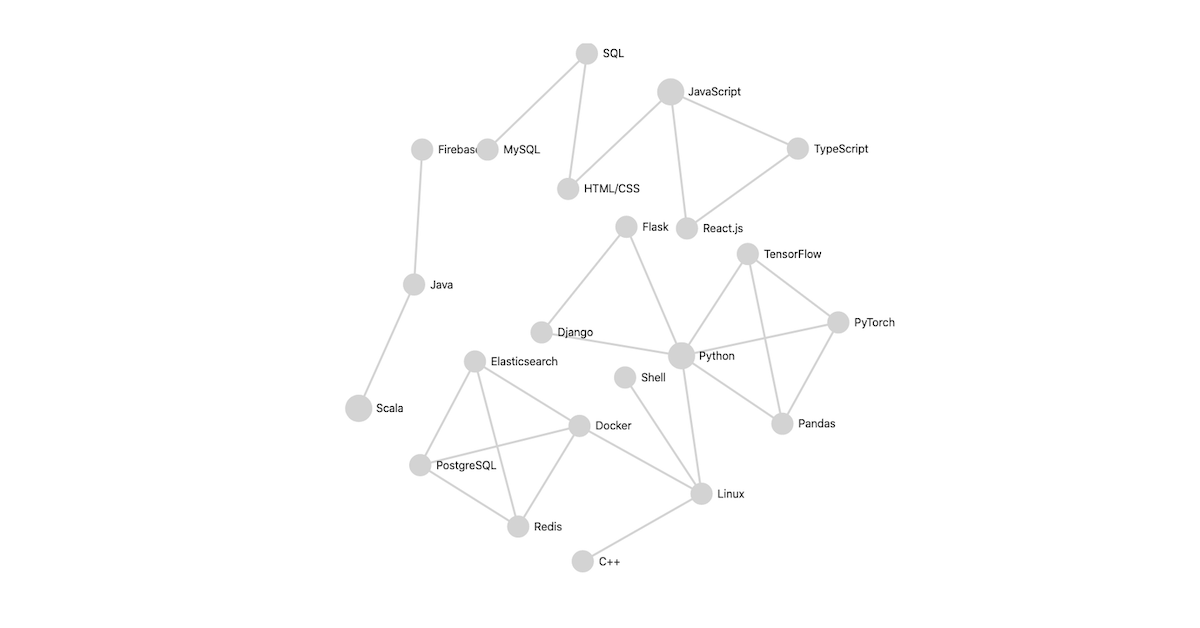 SQL
JavaScript
Firebase
MySQL
TypeScript
HTML/CSS
Flask
React.js
TensorFlow
Java
PyTorch
Django
Python
Elasticsearch
Shell
Scala
Pandas
Docker
PostgreSQL
Linux
Redis
C++